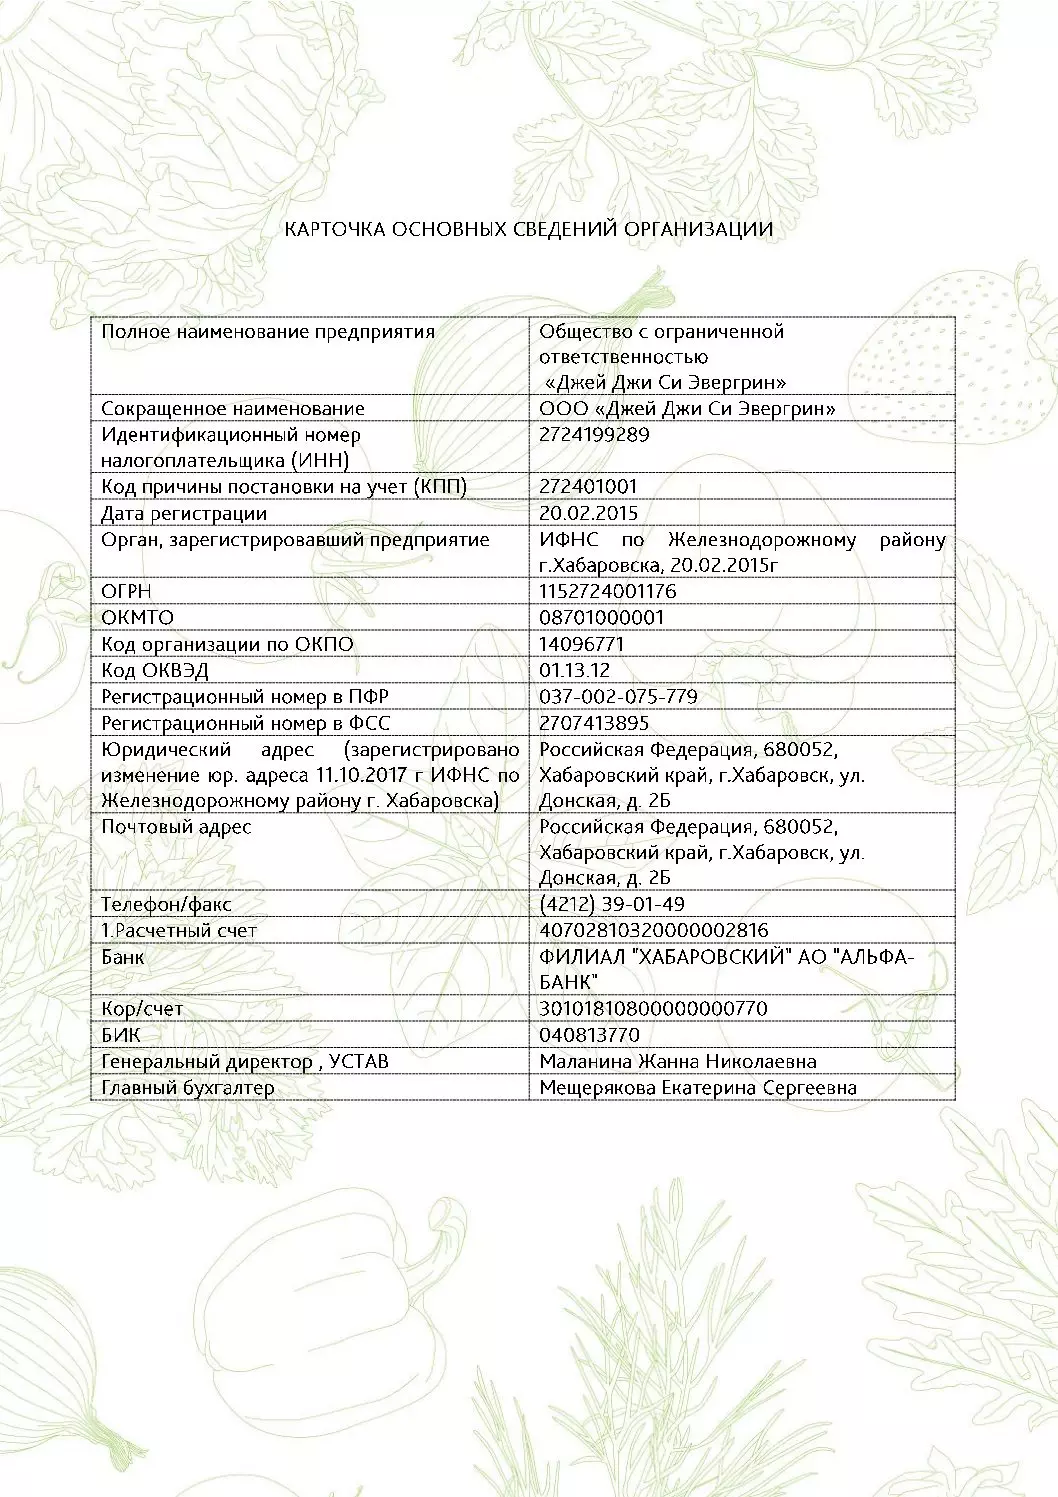 КАРТОЧКА ОСНОВНЫХ СВЕДЕНИЙ ОРГАНИЗАЦИИ
Полное наименование предприятия
Общество с ограниченной
ответственностью
«Джей Джи Си Эвергрин»
Сокращенное наименование
ООО «Джей Джи Си Эвергрин»
Идентификационный номер
налогоплательщика (ИНН)
2724199289
Код причины постановки на учет (КПП)
272401001
Дата регистрации
20.02.2015
Орган, зарегистрировавший предприятие
ИФНС по Железнодорожному району
г.Хабаровска, 20.02.2015г
ОГРН
1152724001176
ОКМТО
08701000001
Код организации по ОКПО
14096771
Код ОКВЭД
01.13.12
Регистрационный номер в ПФР
037-002-075-779
Регистрационный номер в ФСС
2707413895
Юридический адрес (зарегистрировано
изменение юр. адреса 11.10.2017 г ИФНС по
Железнодорожному району г. Хабаровска)
Российская Федерация, 680052,
Хабаровский край, г.Хабаровск, ул.
Донская, д. 2Б
Почтовый адрес
Российская Федерация, 680052,
Хабаровский край, г.Хабаровск, ул.
Донская, д. 2Б
Телефон/факс
(4212) 39-01-49
1.Расчетный счет
40702810320000002816
Банк
ФИЛИАЛ "ХАБАРОВСКИЙ" АО "АЛЬФА-
БАНК"
Кор/счет
30101810800000000770
БИК
040813770
Генеральный директор , УСТАВ
Маланина Жанна Николаевна
Главный бухгалтер
Мещерякова Екатерина Сергеевна